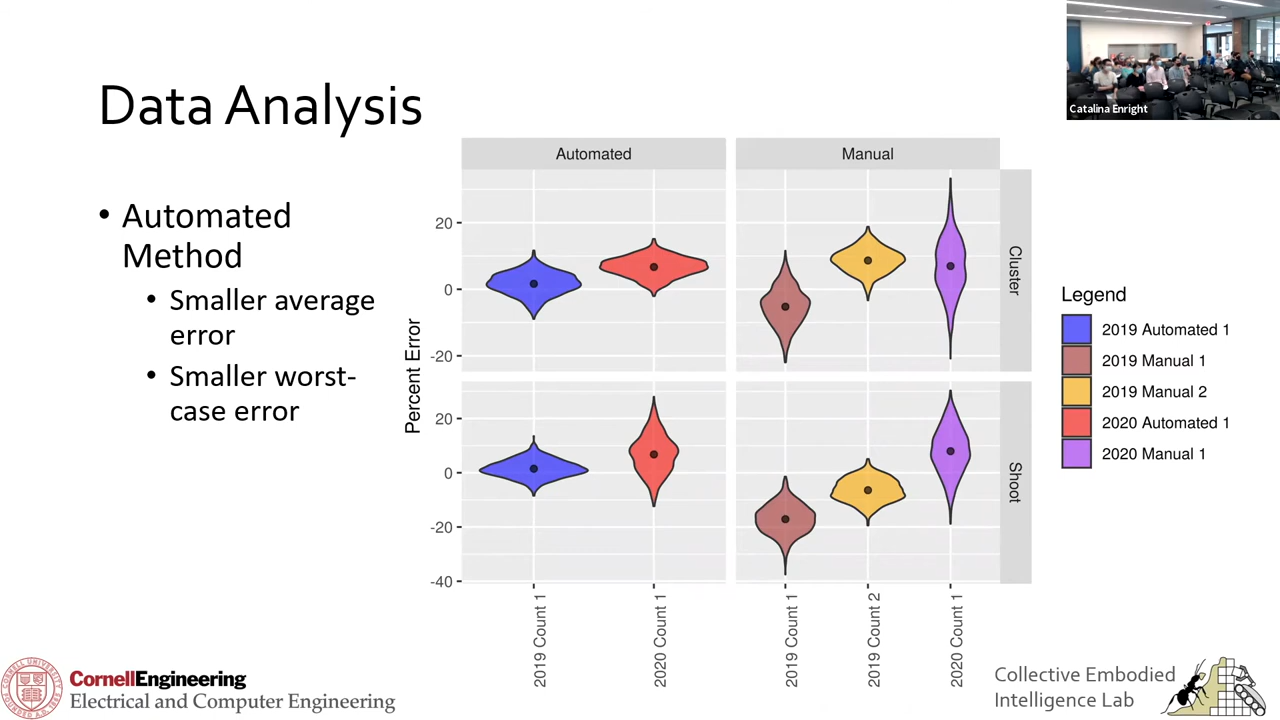 Catalina Enright
Data Analysis
• Automated
Method
• Smaller average
error
• Smaller worst-
case error
Automated
Manual
Percent Error
20
0
-20
Cluster
20
0
-20
-40
Shoot
2019 Count 1
2020 Count 1
2019 Count 1
2019 Count 2
2020 Count 1
Legend
2019 Automated 1
2019 Manual 1
2019 Manual 2
2020 Automated 1
2020 Manual 1
CornellEngineering
Electrical and Computer Engineering
Collective Embodied
Intelligence Lab